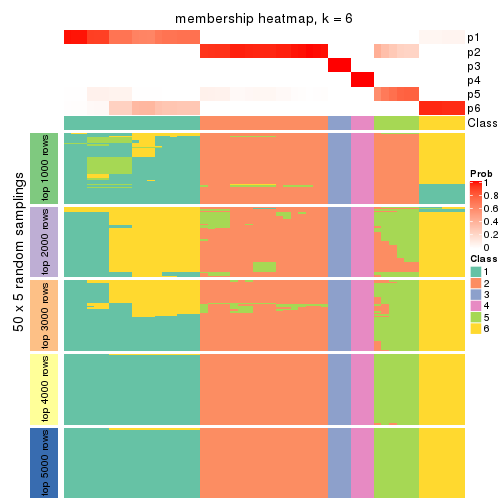 membership heatmap, k = 6
p1
p2
p3
p4
p5
p6
Class
50 x 5 random samplings
top 1000 rows
top 2000 rows
top 3000 rows
top 4000 rows
top 5000 rows
Prob
1
0.8
0.6
0.4
0.2
0
Class
1
2
3
4
5
6